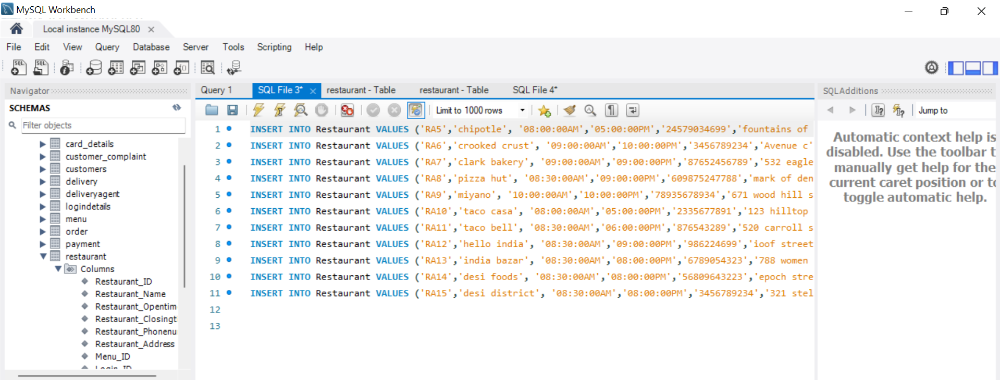 MySQL Workbench
Local instance MySQL80
File Edit View Query Database Server Tools Scripting Help
Navigator
SCHEMAS
Filter objects
card_details
customer_complaint
customers
delivery
deliveryagent
logindetails
menu
order
payment
restaurant
Columns
Restaurant_ID
Restaurant_Name
Restaurant_Opentim
Restaurant_Closingt
Restaurant_Phonenu
Restaurant_Address
Menu_ID
Login_ID
Query 1 SQL File 3* restaurant - Table restaurant - Table SQL File 4*
Limit to 1000 rows
1 INSERT INTO Restaurant VALUES ('RA5','chipotle', '08:00:00AM','05:00:00PM','24579034699','fountains of
2 INSERT INTO Restaurant VALUES ('RA6','crooked crust', '09:00:00AM','10:00:00PM','3456789234','Avenue c'
3 INSERT INTO Restaurant VALUES ('RA7','clark bakery', '09:00:00AM','09:00:00PM','87652456789','532 eagle
4 INSERT INTO Restaurant VALUES ('RA8','pizza hut', '08:30:00AM','09:00:00PM','609875247788','mark of den
5 INSERT INTO Restaurant VALUES ('RA9','miyano', '10:00:00AM','10:00:00PM','78935678934','671 wood hill s
6 INSERT INTO Restaurant VALUES ('RA10','taco casa', '08:00:00AM','05:00:00PM','2335677891','123 hilltop
7 INSERT INTO Restaurant VALUES ('RA11','taco bell', '08:30:00AM','06:00:00PM','876543289','520 carroll s
8 INSERT INTO Restaurant VALUES ('RA12','hello india', '08:30:00AM','09:00:00PM','986224699','ioof street
9 INSERT INTO Restaurant VALUES ('RA13','india bazar', '08:30:00AM','08:00:00PM','6789054323','788 women
10 INSERT INTO Restaurant VALUES ('RA14','desi foods', '08:30:00AM','08:00:00PM','56809643223','epoch stre
11 INSERT INTO Restaurant VALUES ('RA15','desi district', '08:30:00AM','08:00:00PM','3456789234','321 stel
12
13
SQLAdditions
Jump to
Automatic context help is
disabled. Use the toolbar t
manually get help for the
current caret position or to
toggle automatic help.